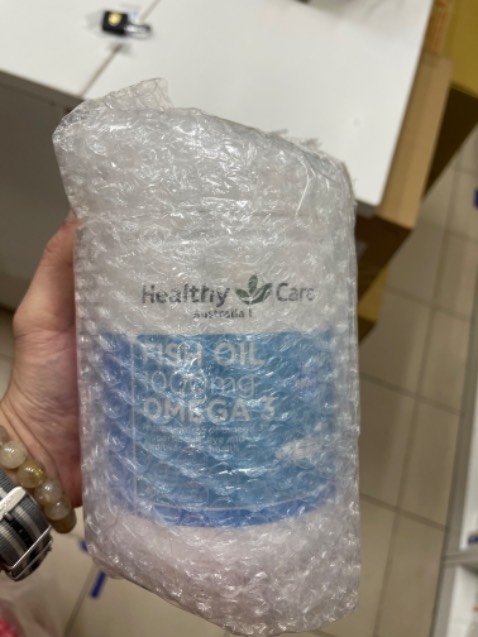 Healthy Care
Australia
FISH OIL
1000mg
OMEGA 3